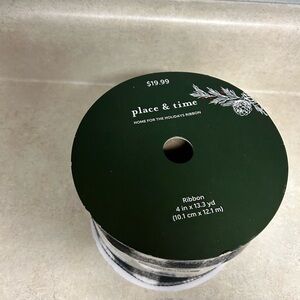 $19.99
place & time
HOME FOR THE HOLIDAYS RIBBON
Ribbon
4 in x 13.3 yd
(10.1 cm x 12.1 m)